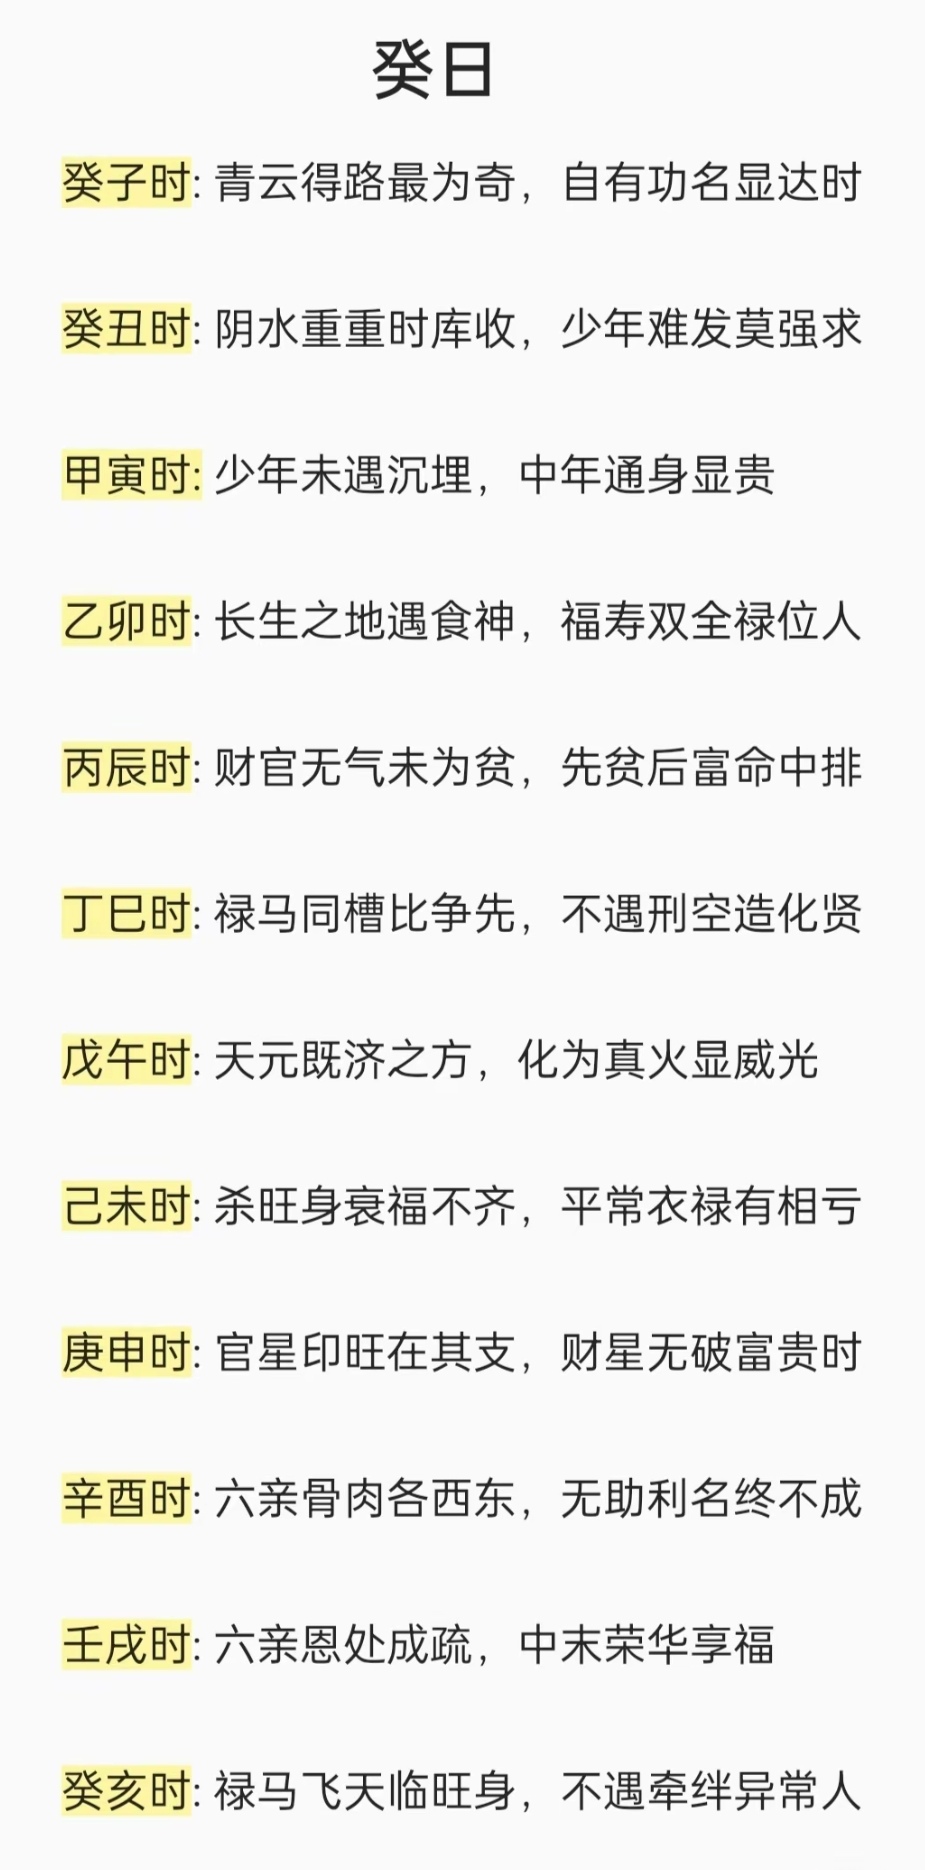 癸日
癸子时: 青云得路最为奇，自有功名显达时
癸丑时: 阴水重重时库收，少年难发莫强求
甲寅时: 少年未遇沉埋，中年通身显贵
乙卯时: 长生之地遇食神，福寿双全禄位人
丙辰时: 财官无气未为贫，先贫后富命中排
丁巳时: 禄马同槽比争先，不遇刑空造化贤
戊午时: 天元既济之方，化为真火显威光
己未时: 杀旺身衰福不齐，平常衣禄有相亏
庚申时: 官星印旺在其支，财星无破富贵时
辛酉时: 六亲骨肉各西东，无助利名终不成
壬戌时: 六亲恩处成疏，中末荣华享福
癸亥时: 禄马飞天临旺身，不遇牵绊异常人